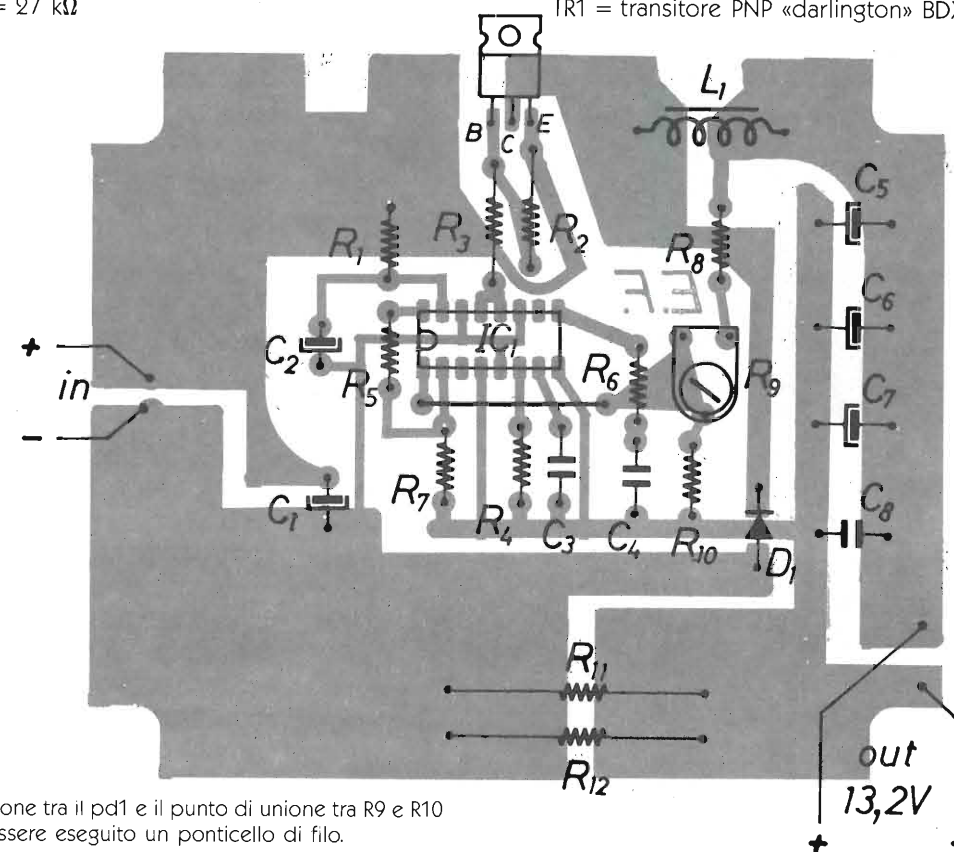 = 27 kΩ
TR1 = transitore PNP «darlington» BDX
B
C
E
L1
C5
R1
R3
R2
R8
F.E.
C6
+
in
–
C2
R5
IC1
R6
R9
C7
R7
C1
R4
C3
C4
R10
C8
D1
R11
R12
out
13,2V
+
one tra il pd1 e il punto di unione tra R9 e R10
ssere eseguito un ponticello di filo.